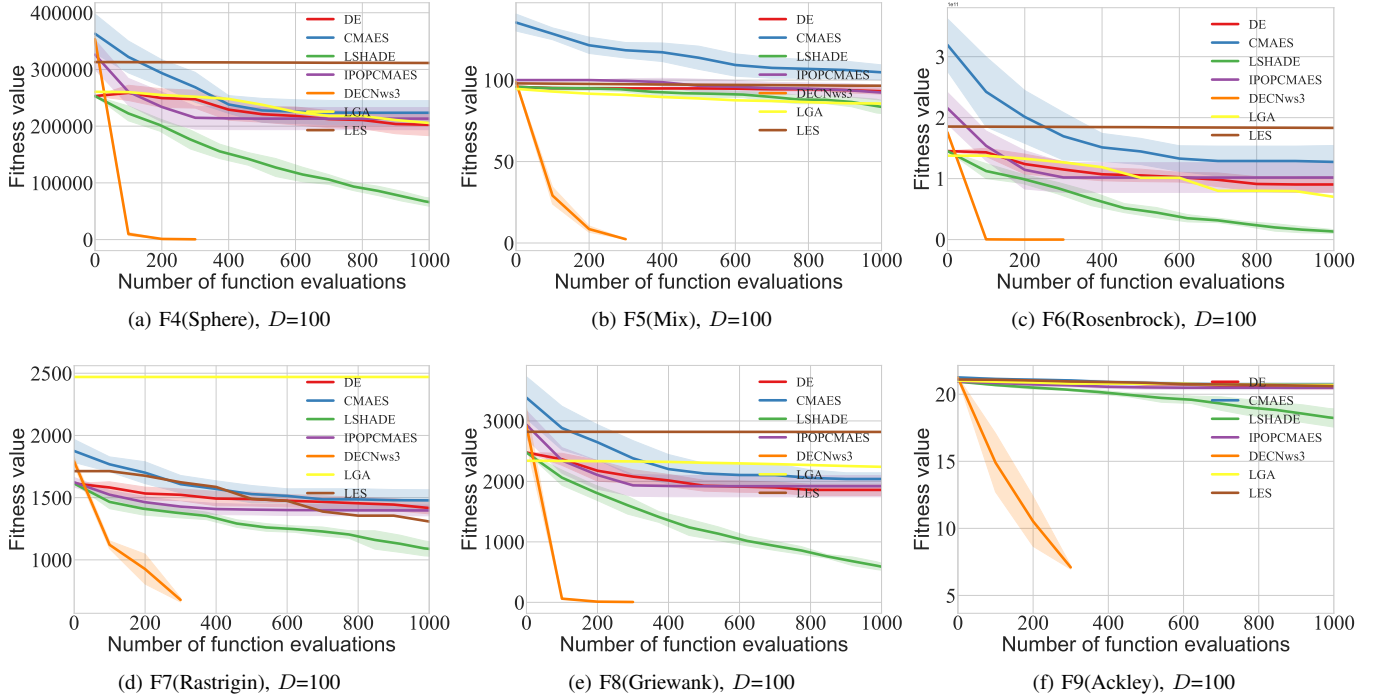 Fitness value
400000
300000
200000
100000
0
0 200 400 600 800 1000
Number of function evaluations
DE
CMAES
LSHADE
IPOPCMAES
DECNws3
LGA
LES
(a) F4(Sphere), D=100
Fitness value
100
50
0
0 200 400 600 800 1000
Number of function evaluations
DE
CMAES
LSHADE
IPOPCMAES
DECNws3
LGA
LES
(b) F5(Mix), D=100
1e11
Fitness value
3
2
1
0
0 200 400 600 800 1000
Number of function evaluations
DE
CMAES
LSHADE
IPOPCMAES
DECNws3
LGA
LES
(c) F6(Rosenbrock), D=100
Fitness value
2500
2000
1500
1000
0 200 400 600 800 1000
Number of function evaluations
DE
CMAES
LSHADE
IPOPCMAES
DECNws3
LGA
LES
(d) F7(Rastrigin), D=100
Fitness value
3000
2000
1000
0
0 200 400 600 800 1000
Number of function evaluations
DE
CMAES
LSHADE
IPOPCMAES
DECNws3
LGA
LES
(e) F8(Griewank), D=100
Fitness value
20
15
10
5
0 200 400 600 800 1000
Number of function evaluations
DE
CMAES
LSHADE
IPOPCMAES
DECNws3
LGA
LES
(f) F9(Ackley), D=100